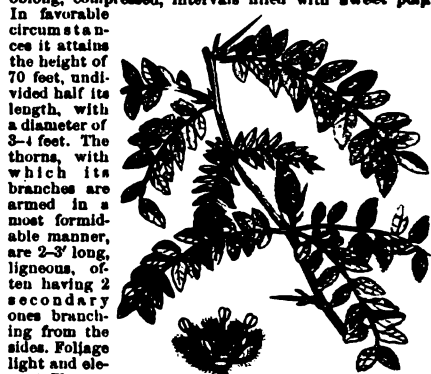 oblong, compressed, intervals filled with sweet pulp
In favorable
circumstan-
ces it attains
the height of
70 feet, undi-
vided half its
length, with
a diameter of
3–4 feet. The
thorns, with
which its
branches are
armed in a
most formid-
able manner,
are 2–3′ long,
ligneous, of-
ten having 2
secondary
ones branch-
ing from the
sides. Foliage
light and ele-